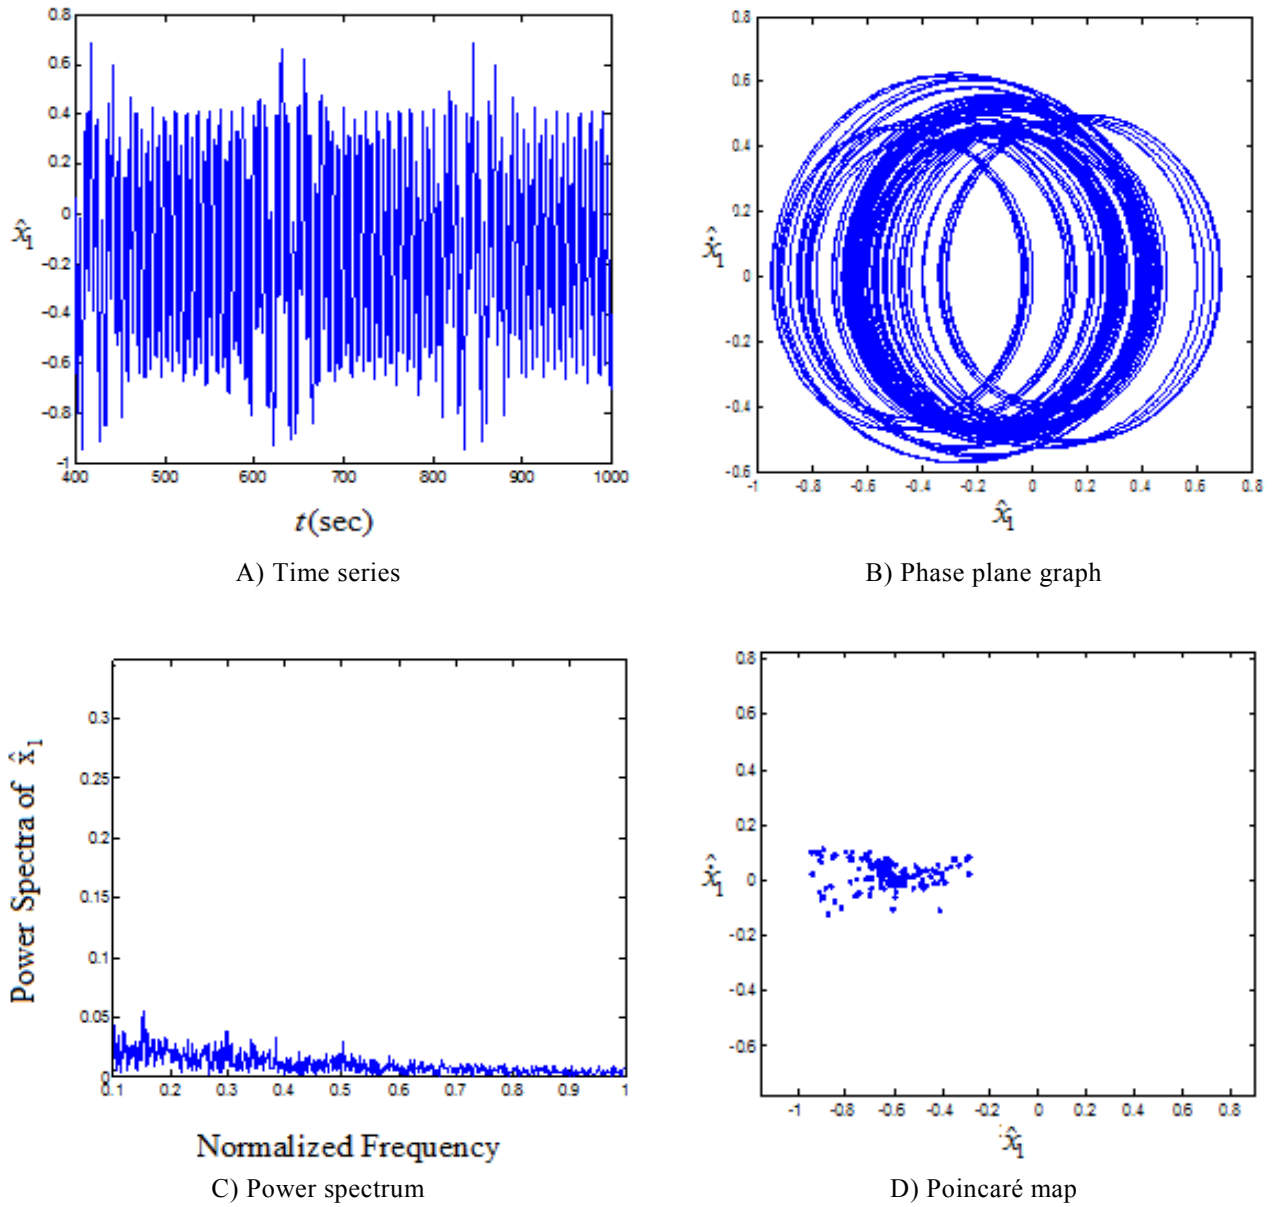 0.8
0.6
0.4
0.2
0
-0.2
-0.4
-0.6
-0.8
-1
x̂₁
400 500 600 700 800 900 1000
t(sec)
A) Time series
0.8
0.6
0.4
0.2
0
-0.2
-0.4
-0.6
ẋ̂₁
-1 -0.8 -0.6 -0.4 -0.2 0 0.2 0.4 0.6 0.8
x̂₁
B) Phase plane graph
Power Spectra of x̂₁
0.3
0.25
0.2
0.15
0.1
0.05
0
0.1 0.2 0.3 0.4 0.5 0.6 0.7 0.8 0.9 1
Normalized Frequency
C) Power spectrum
0.8
0.6
0.4
0.2
0
-0.2
-0.4
-0.6
ẋ̂₁
-1 -0.8 -0.6 -0.4 -0.2 0 0.2 0.4 0.6 0.8
x̂₁
D) Poincaré map